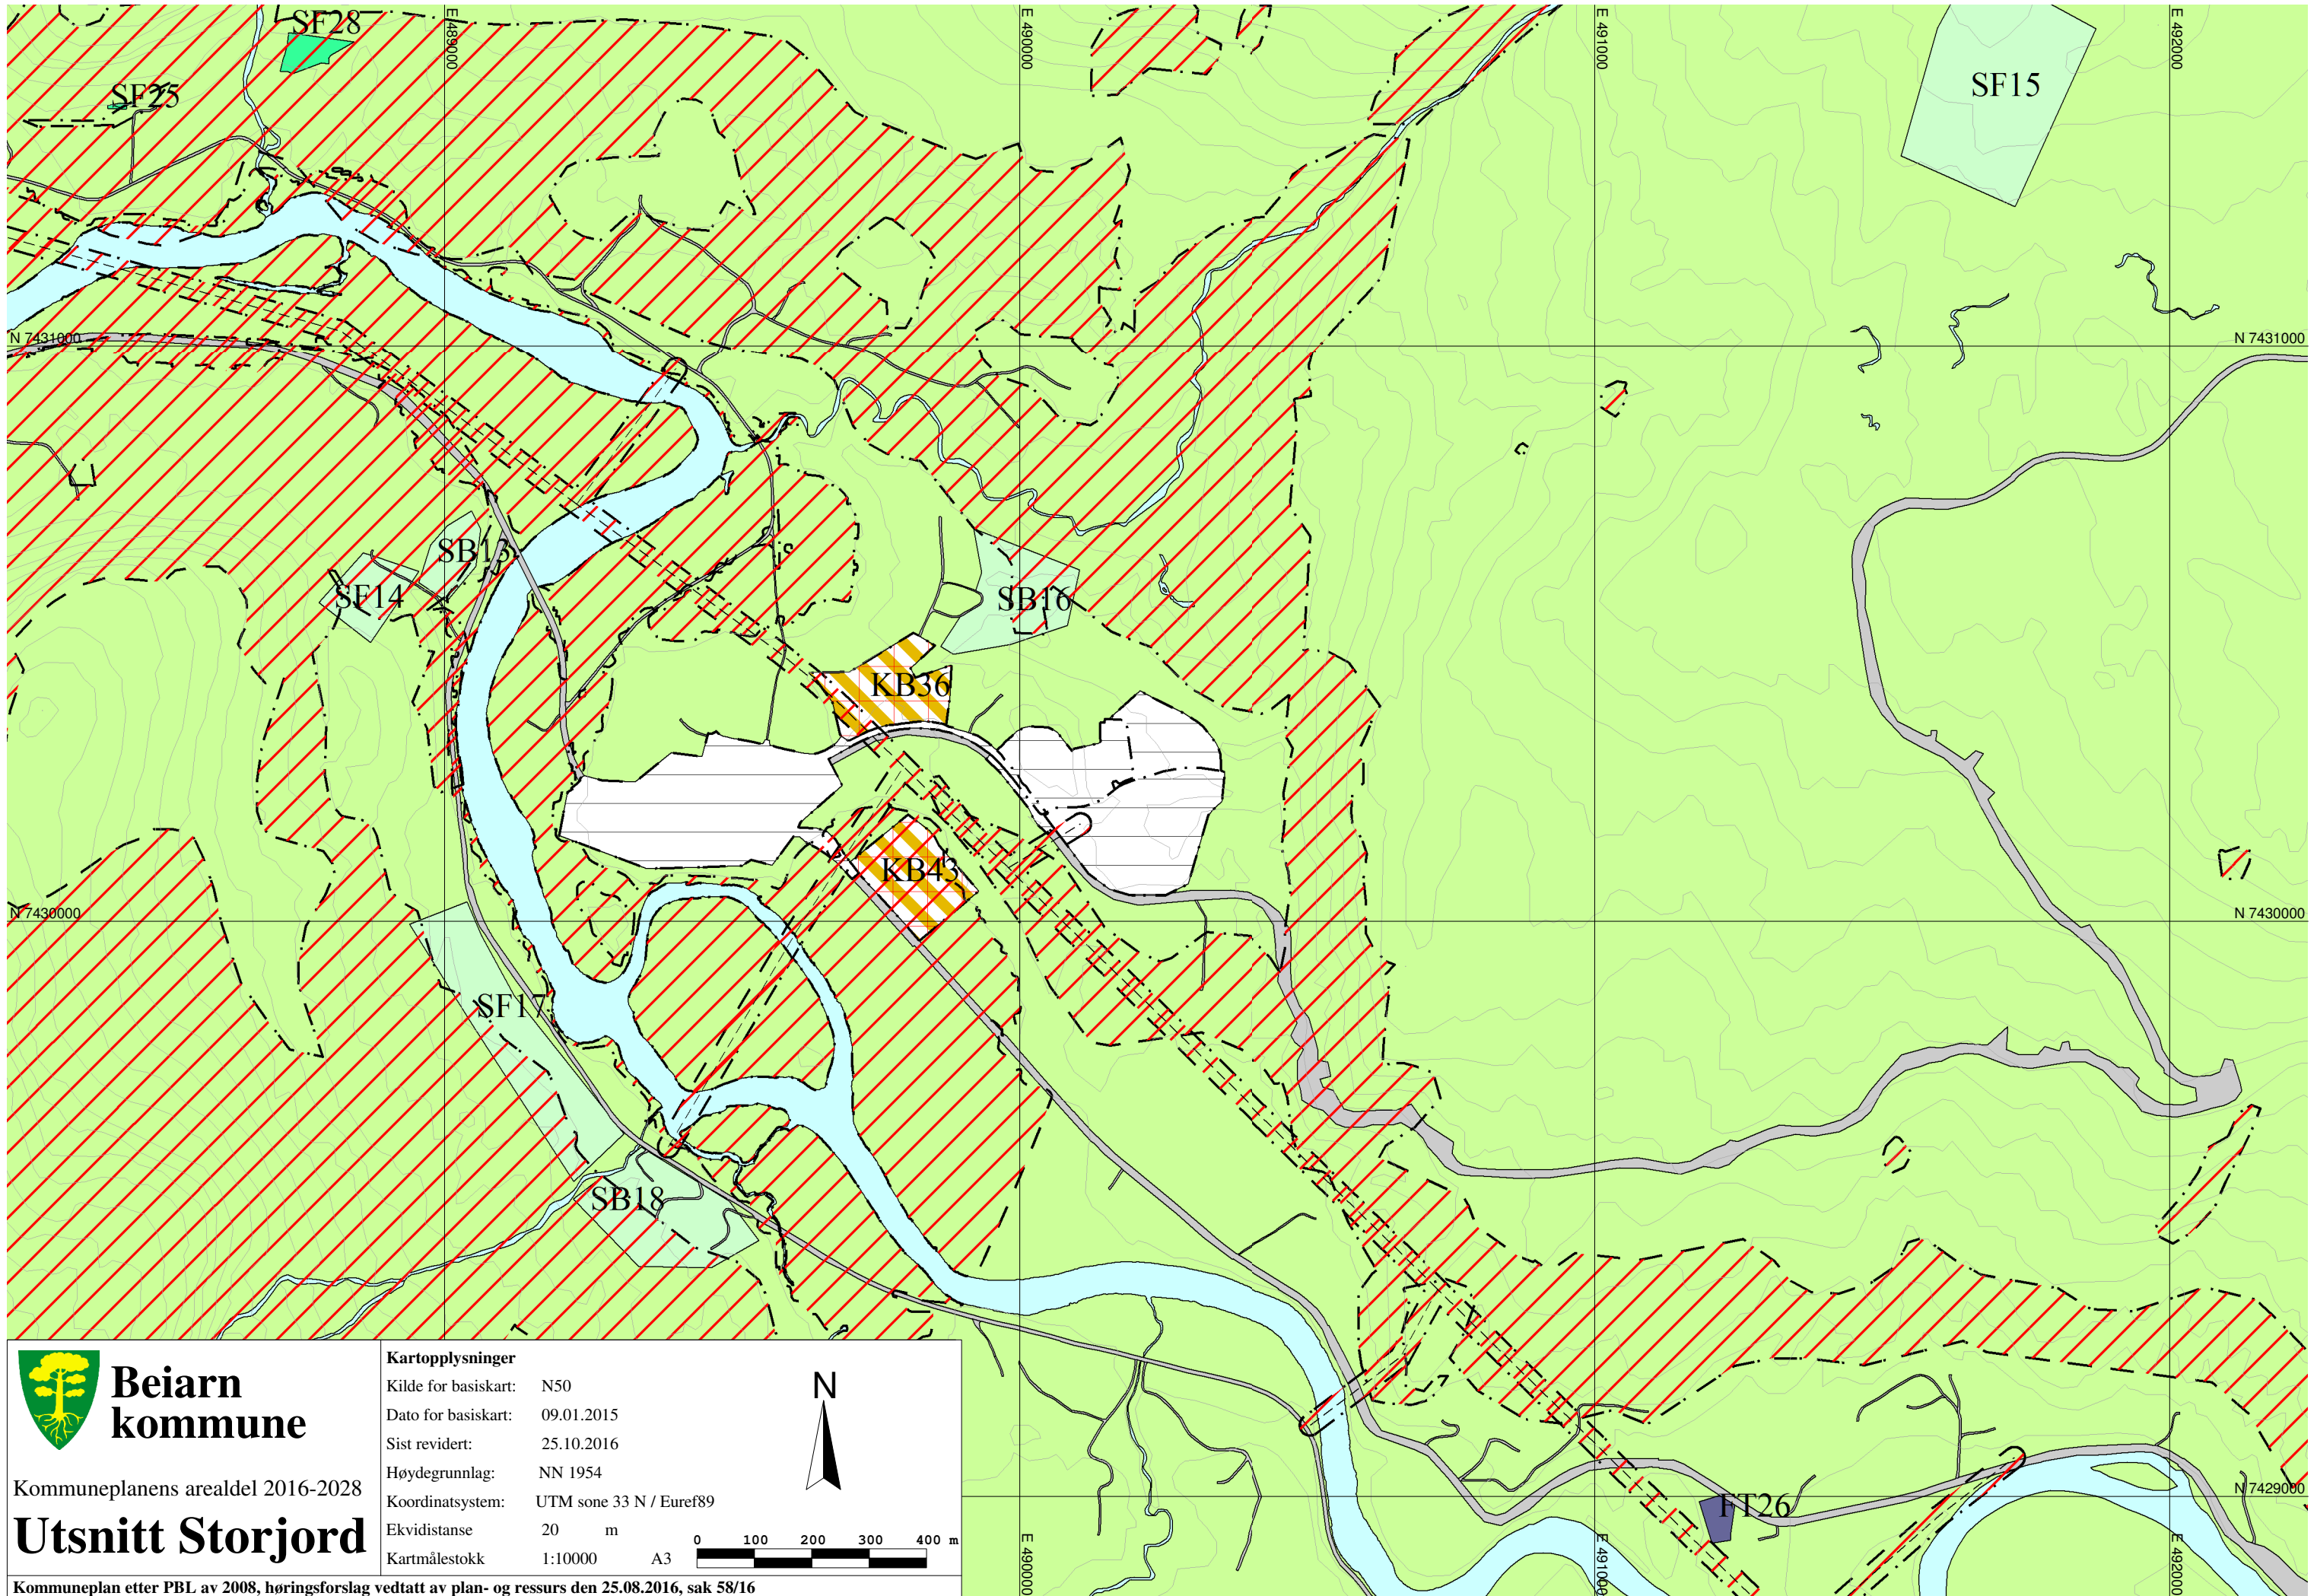 SF28
E 489000
E 490000
E 491000
E 492000
SF15
SF25
N 7431000
N 7431000
SB13
SF14
SB16
KB36
KB43
N 7430000
N 7430000
SF17
SB18
N 7429000
FT26
E 490000
E 491000
E 492000
Beiarn
kommune
Kommuneplanens arealdel 2016-2028
Utsnitt Storjord
Kartopplysninger
Kilde for basiskart: N50
Dato for basiskart: 09.01.2015
Sist revidert: 25.10.2016
Høydegrunnlag: NN 1954
Koordinatsystem: UTM sone 33 N / Euref89
Ekvidistanse 20 m
Kartmålestokk 1:10000 A3
N
0 100 200 300 400 m
Kommuneplan etter PBL av 2008, høringsforslag vedtatt av plan- og ressurs den 25.08.2016, sak 58/16